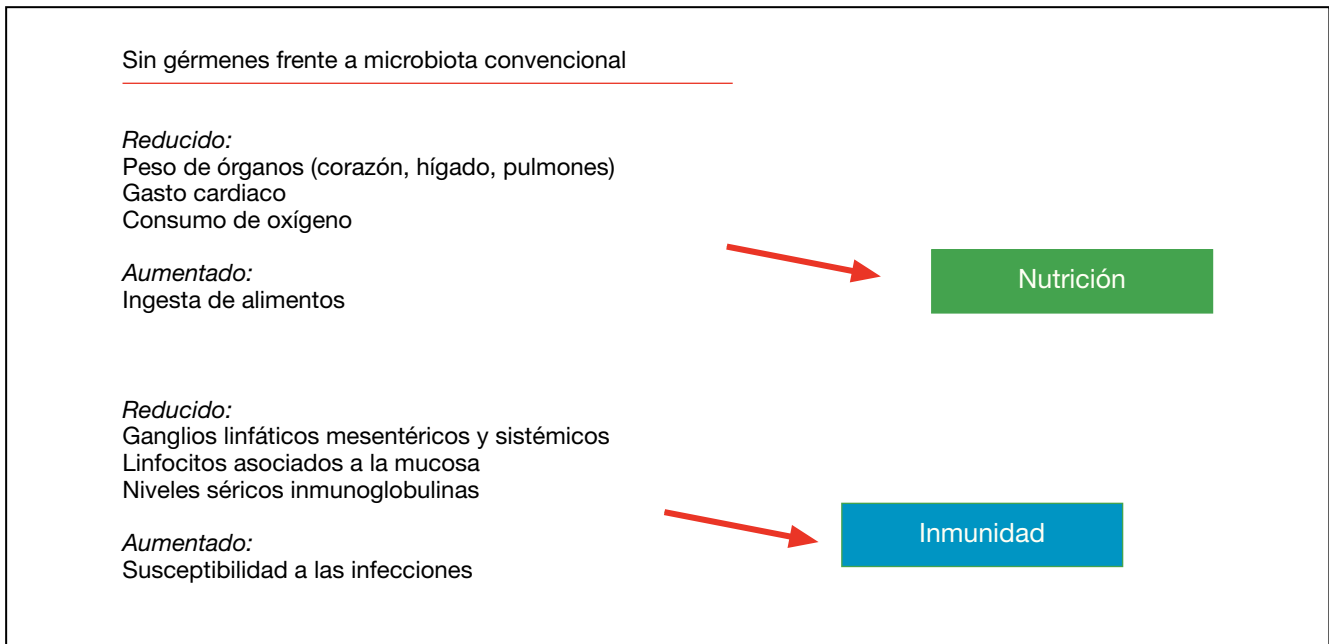 Sin gérmenes frente a microbiota convencional
Reducido:
Peso de órganos (corazón, hígado, pulmones)
Gasto cardiaco
Consumo de oxígeno
Aumentado:
Ingesta de alimentos
Nutrición
Reducido:
Ganglios linfáticos mesentéricos y sistémicos
Linfocitos asociados a la mucosa
Niveles séricos inmunoglobulinas
Aumentado:
Susceptibilidad a las infecciones
Inmunidad